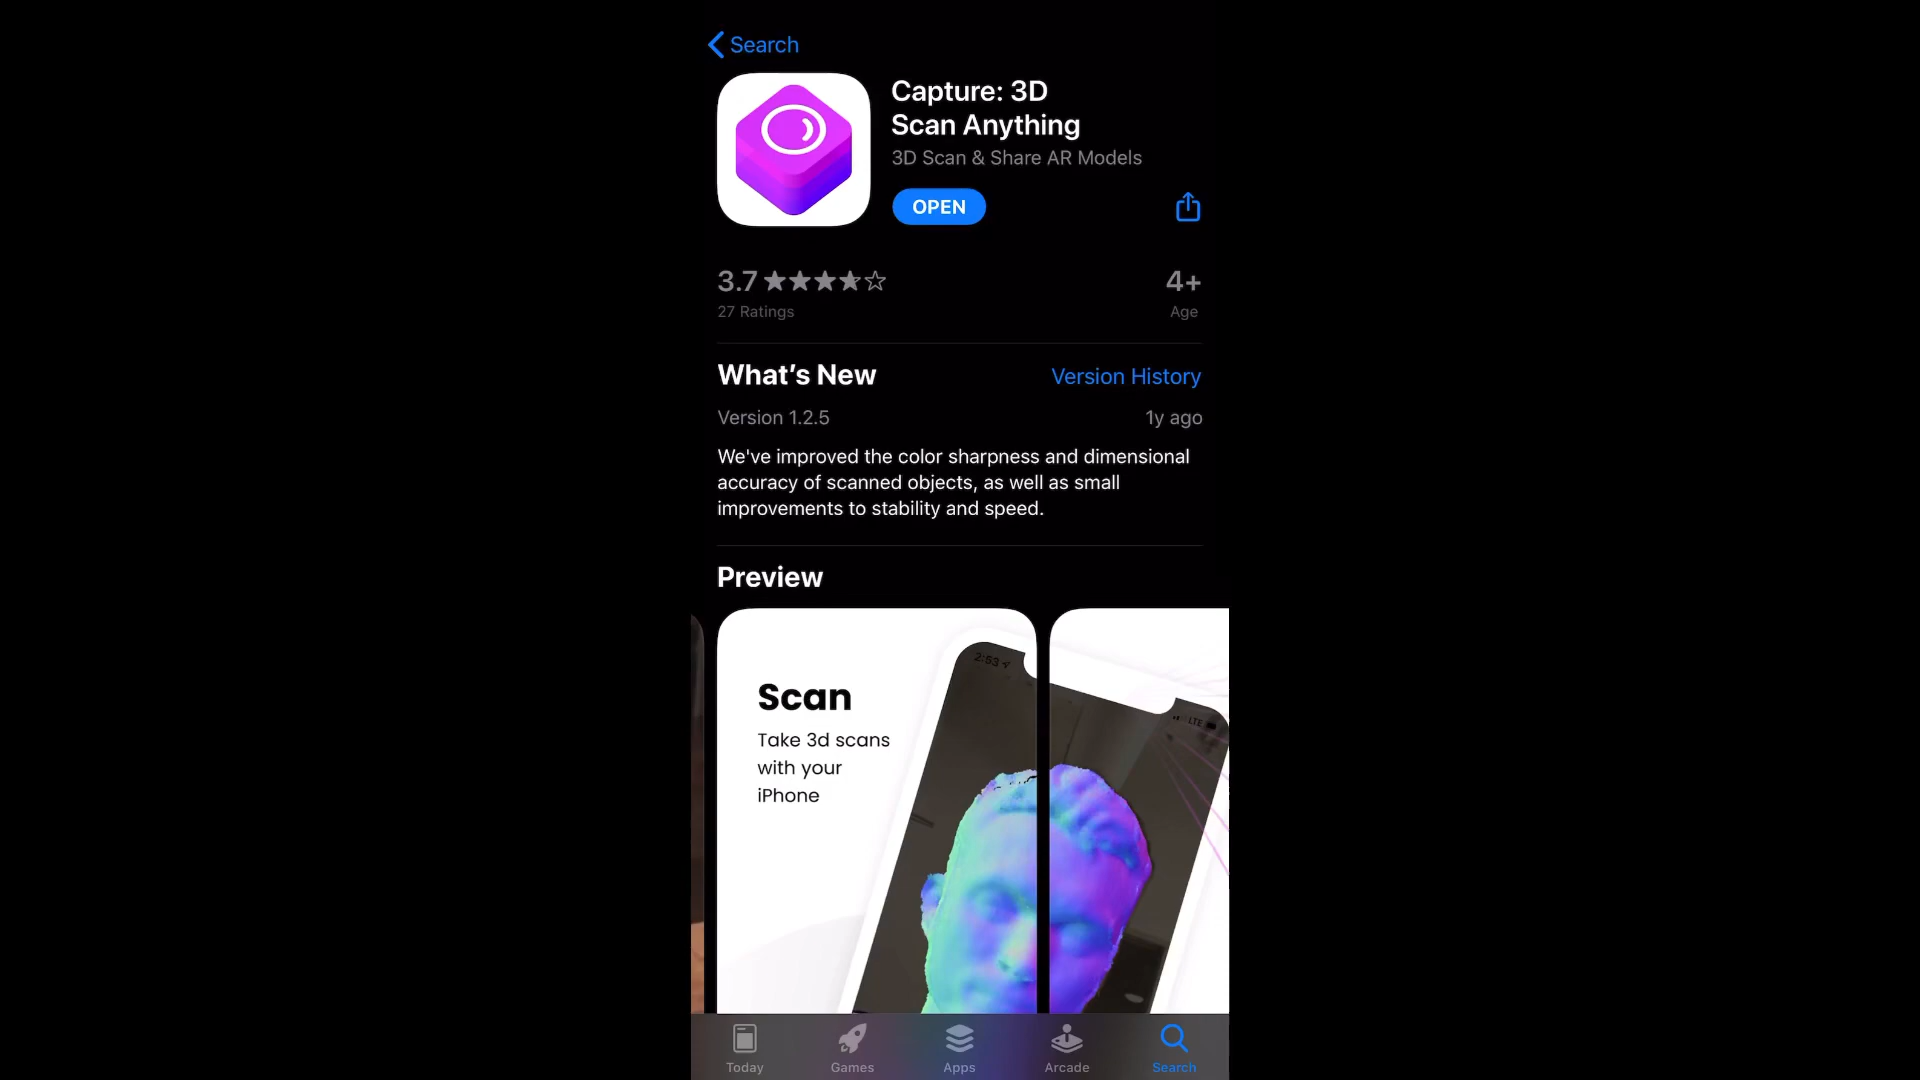 Search
Capture: 3D
Scan Anything
3D Scan & Share AR Models
OPEN
3.7
4+
27 Ratings
Age
What's New
Version History
Version 1.2.5
1y ago
We've improved the color sharpness and dimensional
accuracy of scanned objects, as well as small
improvements to stability and speed.
Preview
2:53
Scan
LTE
Take 3d scans
with your
iPhone
Today
Games
Apps
Arcade
Search